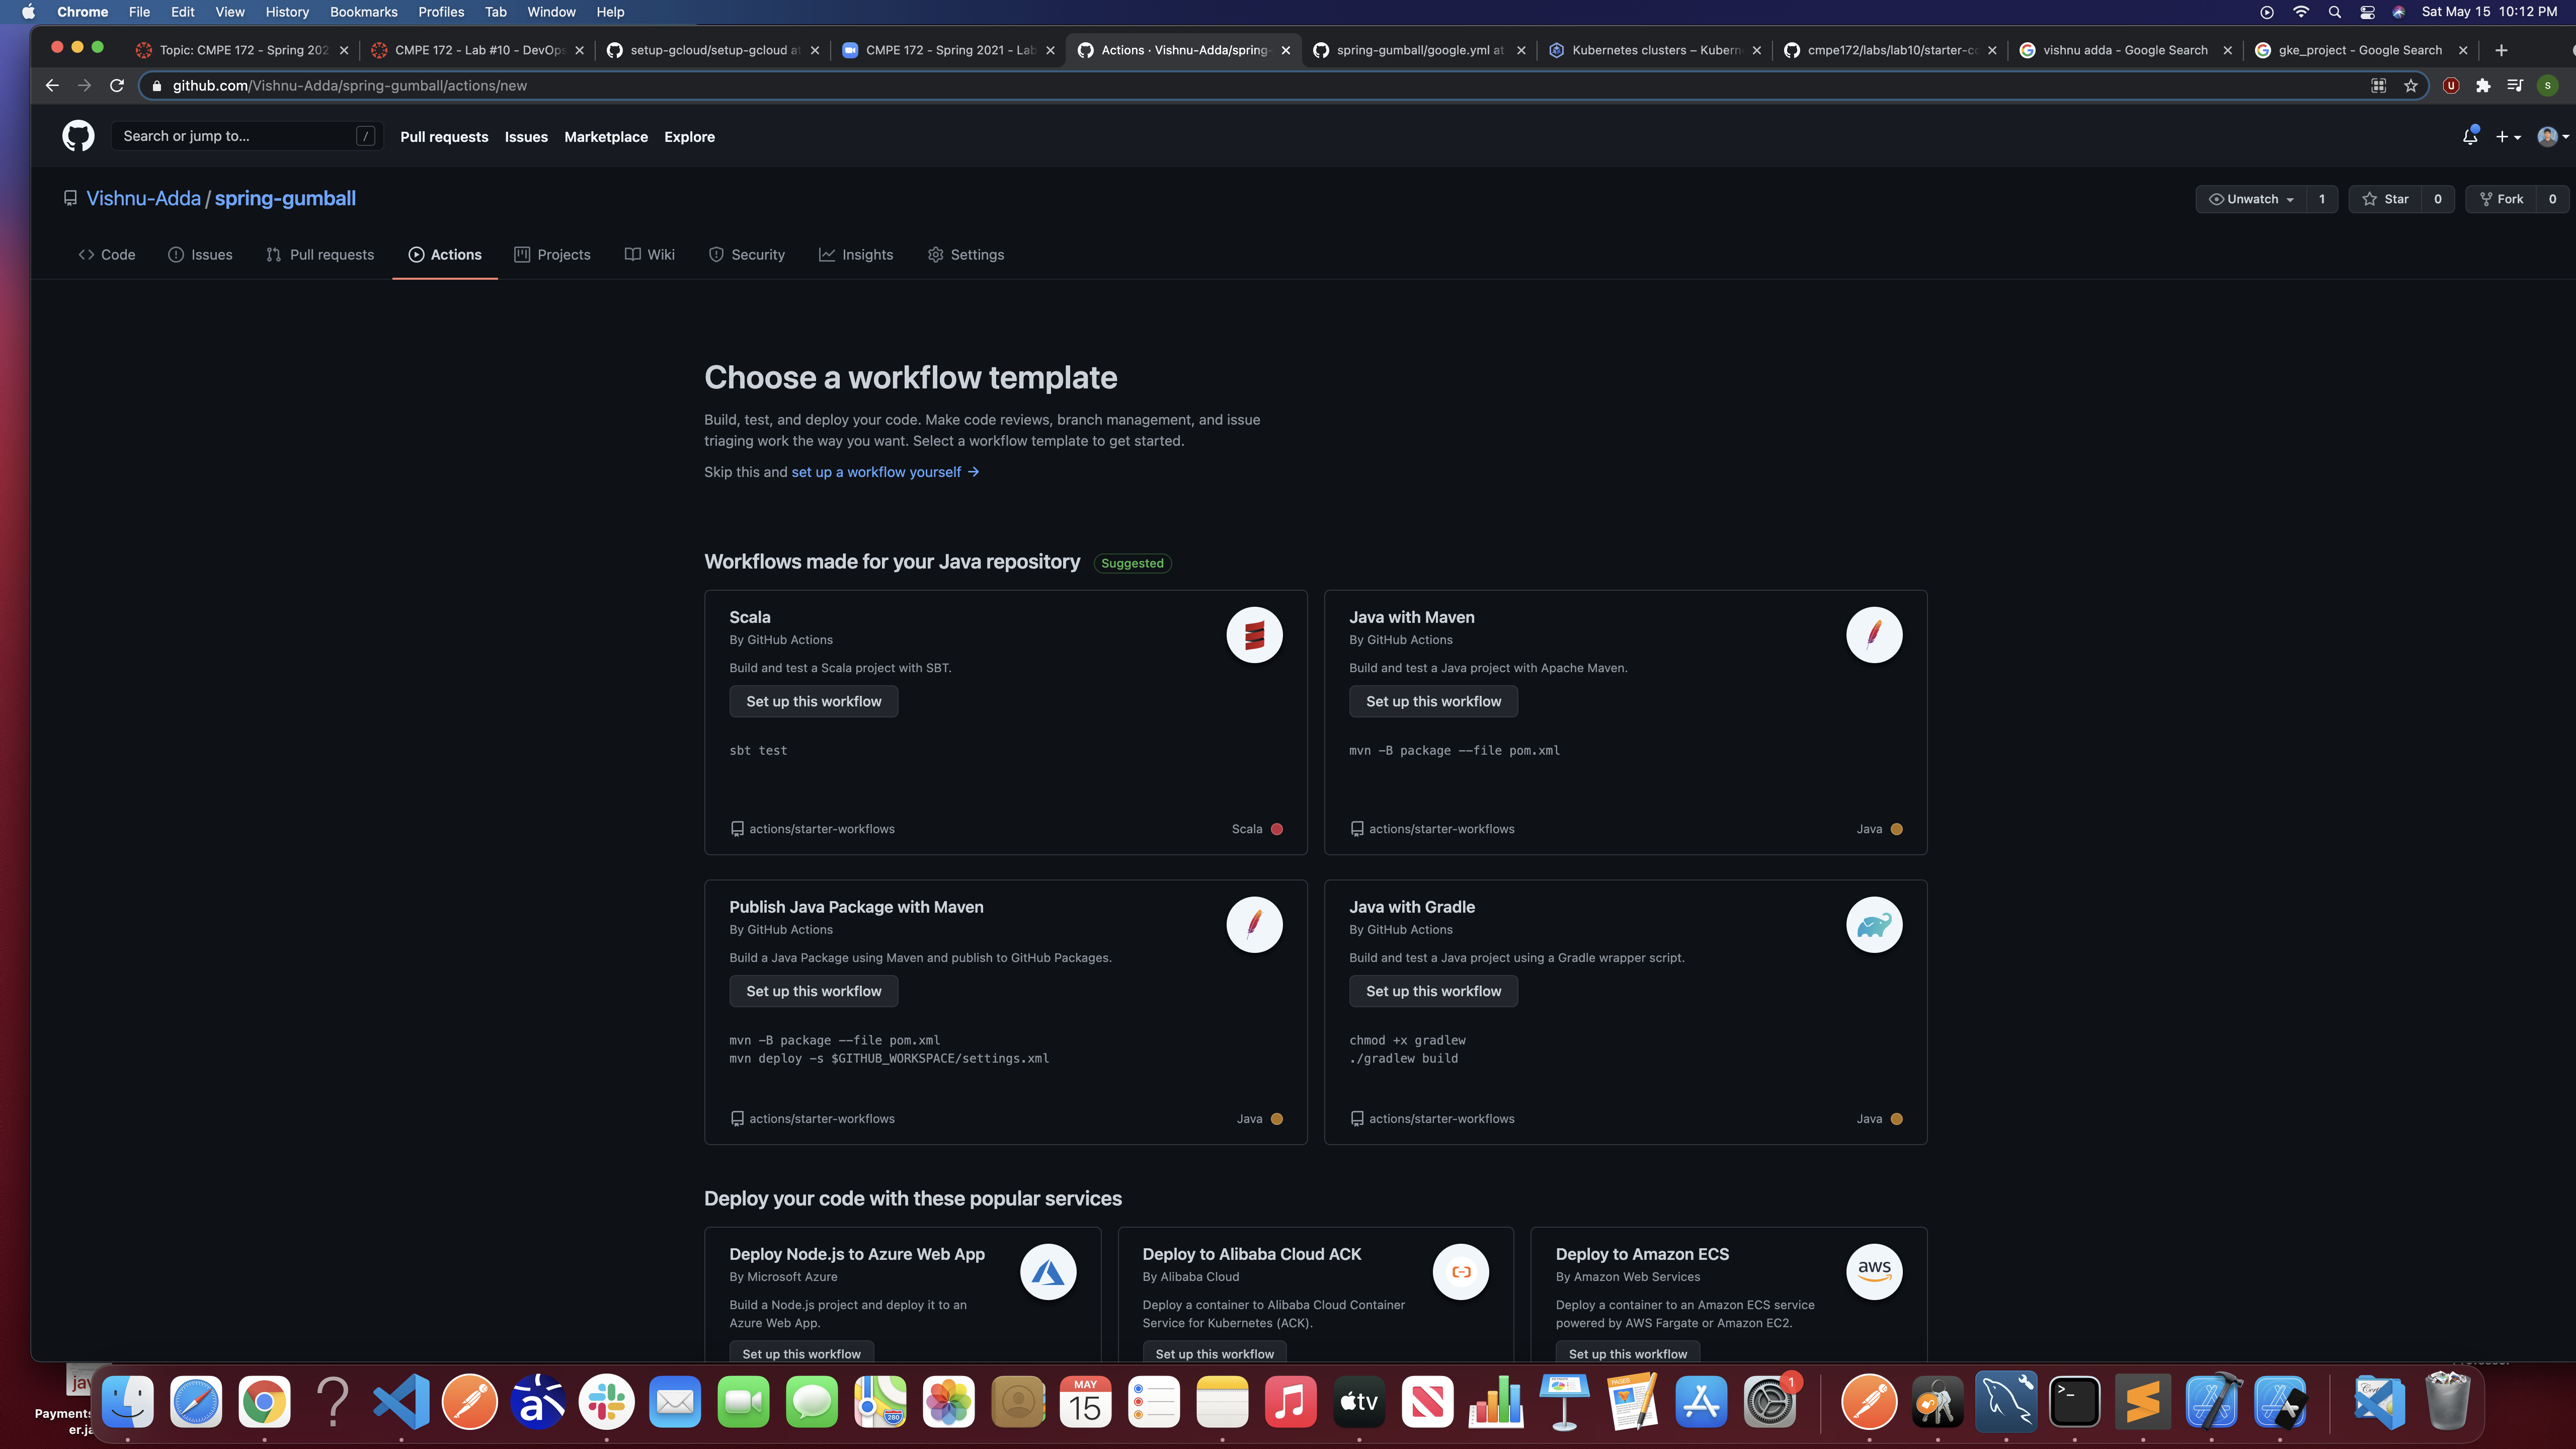 Chrome File Edit View History Bookmarks Profiles Tab Window Help
Sat May 15 10:12 PM
Topic: CMPE 172 - Spring 202
CMPE 172 - Lab #10 - DevOps
setup-gcloud/setup-gcloud at
CMPE 172 - Spring 2021 - Lab
Actions · Vishnu-Adda/spring-
spring-gumball/google.yml at
Kubernetes clusters – Kubern
cmpe172/labs/lab10/starter-co
vishnu adda - Google Search
gke_project - Google Search
github.com/Vishnu-Adda/spring-gumball/actions/new
S
Search or jump to... /
Pull requests Issues Marketplace Explore
Vishnu-Adda / spring-gumball
Unwatch 1 Star 0 Fork 0
Code Issues Pull requests Actions Projects Wiki Security Insights Settings
Choose a workflow template
Build, test, and deploy your code. Make code reviews, branch management, and issue
triaging work the way you want. Select a workflow template to get started.
Skip this and set up a workflow yourself →
Workflows made for your Java repository Suggested
Scala
By GitHub Actions
Build and test a Scala project with SBT.
Set up this workflow
sbt test
actions/starter-workflows Scala
Java with Maven
By GitHub Actions
Build and test a Java project with Apache Maven.
Set up this workflow
mvn -B package --file pom.xml
actions/starter-workflows Java
Publish Java Package with Maven
By GitHub Actions
Build a Java Package using Maven and publish to GitHub Packages.
Set up this workflow
mvn -B package --file pom.xml
mvn deploy -s $GITHUB_WORKSPACE/settings.xml
actions/starter-workflows Java
Java with Gradle
By GitHub Actions
Build and test a Java project using a Gradle wrapper script.
Set up this workflow
chmod +x gradlew
./gradlew build
actions/starter-workflows Java
Deploy your code with these popular services
Deploy Node.js to Azure Web App
By Microsoft Azure
Build a Node.js project and deploy it to an
Azure Web App.
Set up this workflow
Deploy to Alibaba Cloud ACK
By Alibaba Cloud
Deploy a container to Alibaba Cloud Container
Service for Kubernetes (ACK).
Set up this workflow
Deploy to Amazon ECS
By Amazon Web Services
aws
Deploy a container to an Amazon ECS service
powered by AWS Fargate or Amazon EC2.
Set up this workflow
Payments
er.ja
MAY
15
tv
1